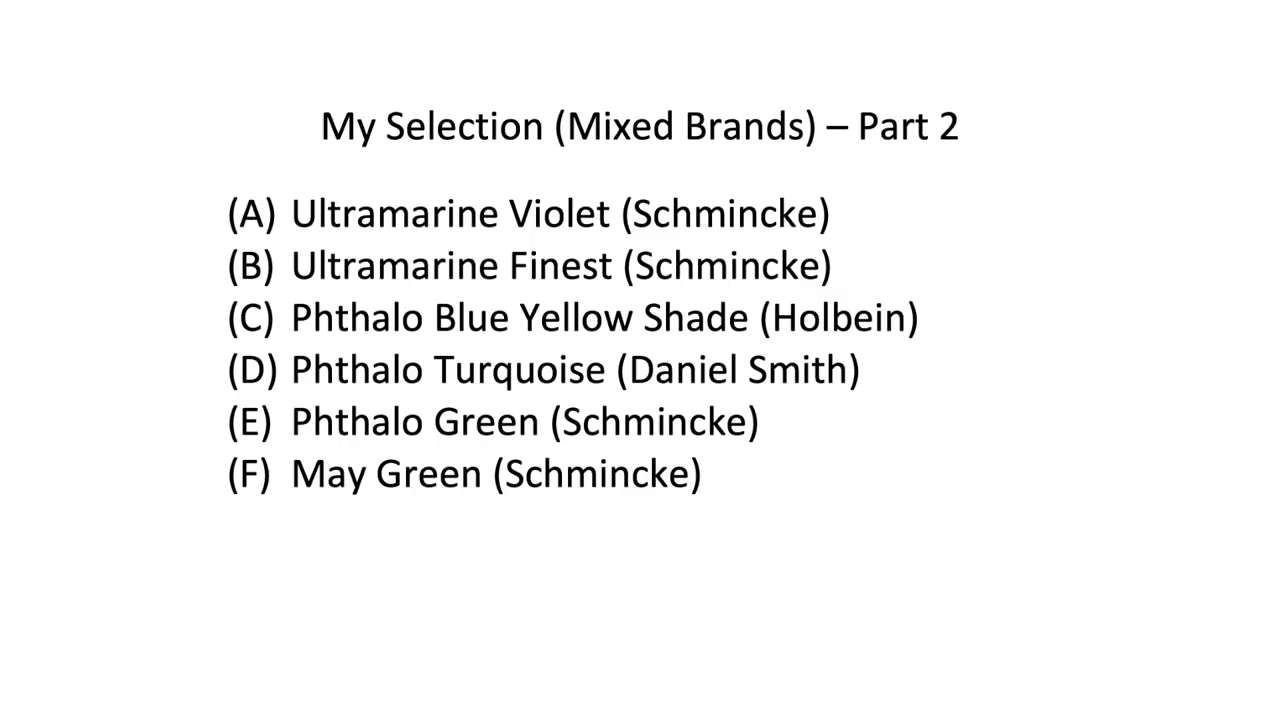 My Selection (Mixed Brands) – Part 2
(A) Ultramarine Violet (Schmincke)
(B) Ultramarine Finest (Schmincke)
(C) Phthalo Blue Yellow Shade (Holbein)
(D) Phthalo Turquoise (Daniel Smith)
(E) Phthalo Green (Schmincke)
(F) May Green (Schmincke)